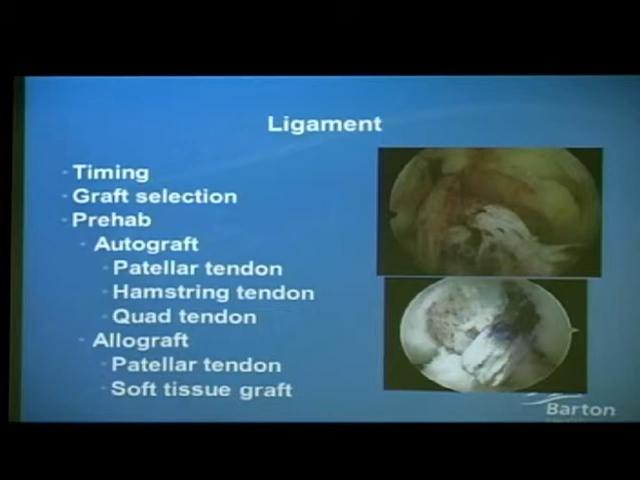 Ligament
Timing
Graft selection
Prehab
Autograft
Patellar tendon
Hamstring tendon
Quad tendon
Allograft
Patellar tendon
Soft tissue graft
Barton